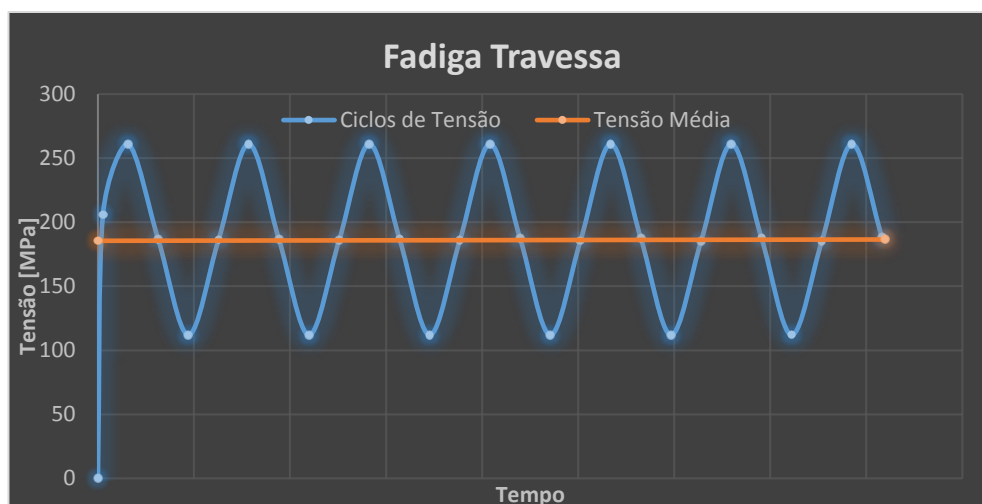 Fadiga Travessa
Ciclos de Tensão
Tensão Média
Tensão [MPa]
300
250
200
150
100
50
0
Tempo